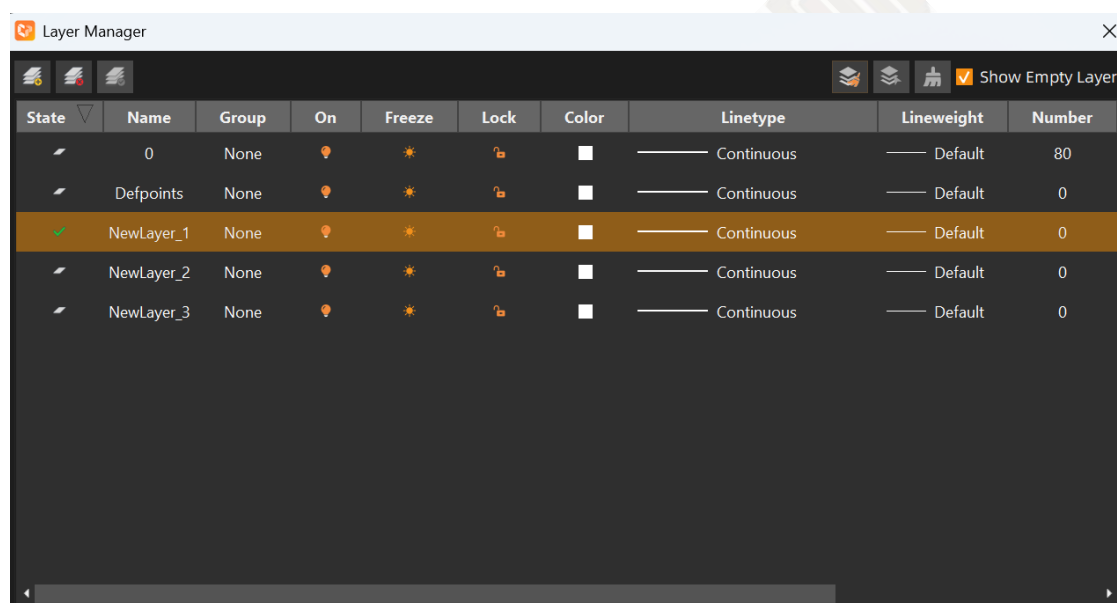 Layer Manager
Show Empty Layer
State Name Group On Freeze Lock Color Linetype Lineweight Number
0 None Continuous Default 80
Defpoints None Continuous Default 0
NewLayer_1 None Continuous Default 0
NewLayer_2 None Continuous Default 0
NewLayer_3 None Continuous Default 0